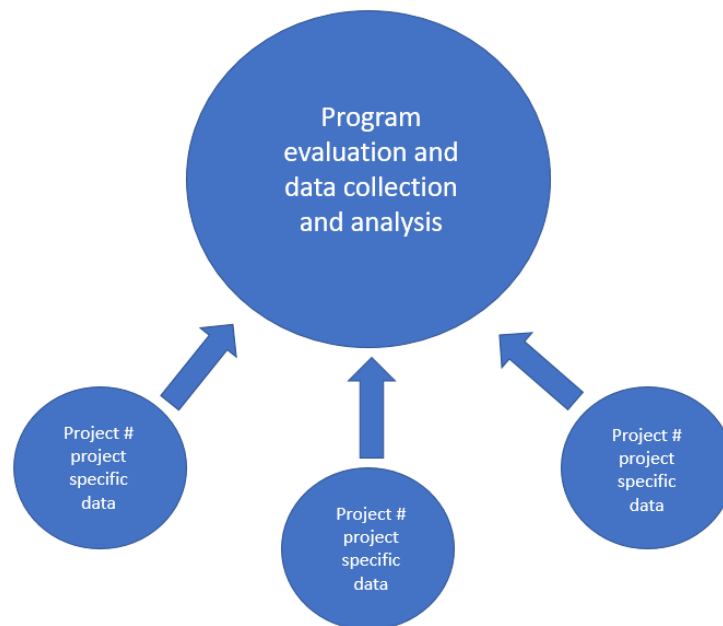 Program
evaluation and
data collection
and analysis
Project #
project
specific
data
Project #
project
specific
data
Project #
project
specific
data